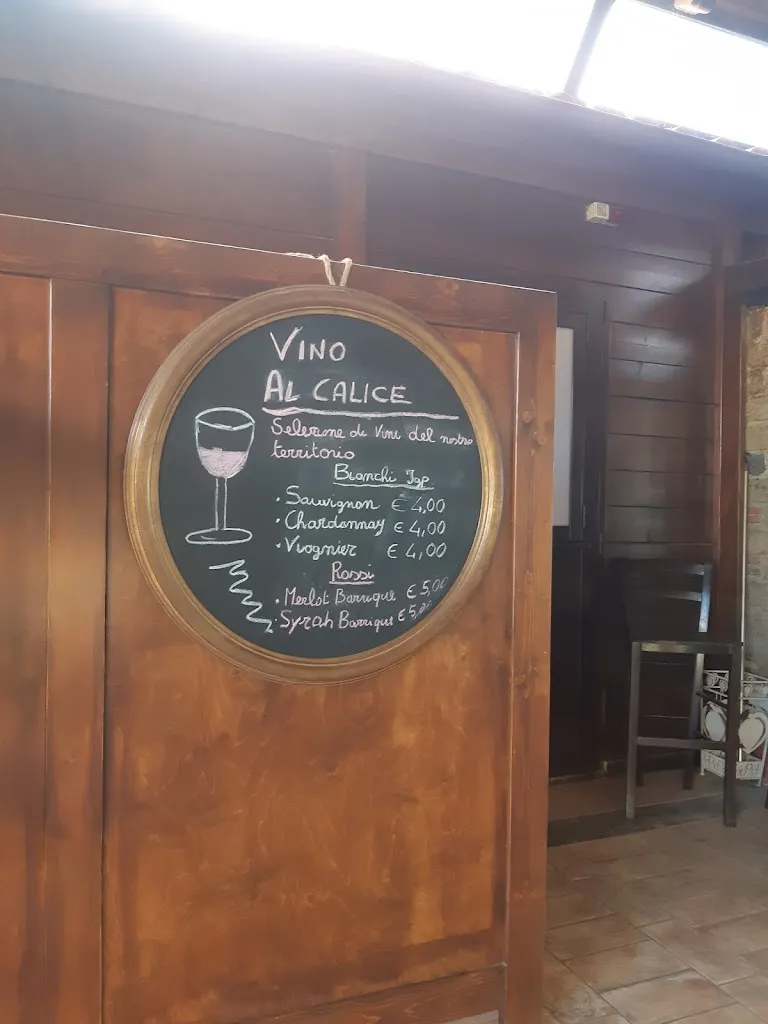 VINO
AL CALICE
Selezione di Vini del nostro
territorio
Bianchi Igp
· Sauvignon € 4,00
· Chardonnay € 4,00
· Viognier € 4,00
Rossi
· Merlot Barrique € 5,00
· Syrah Barrique € 5,00